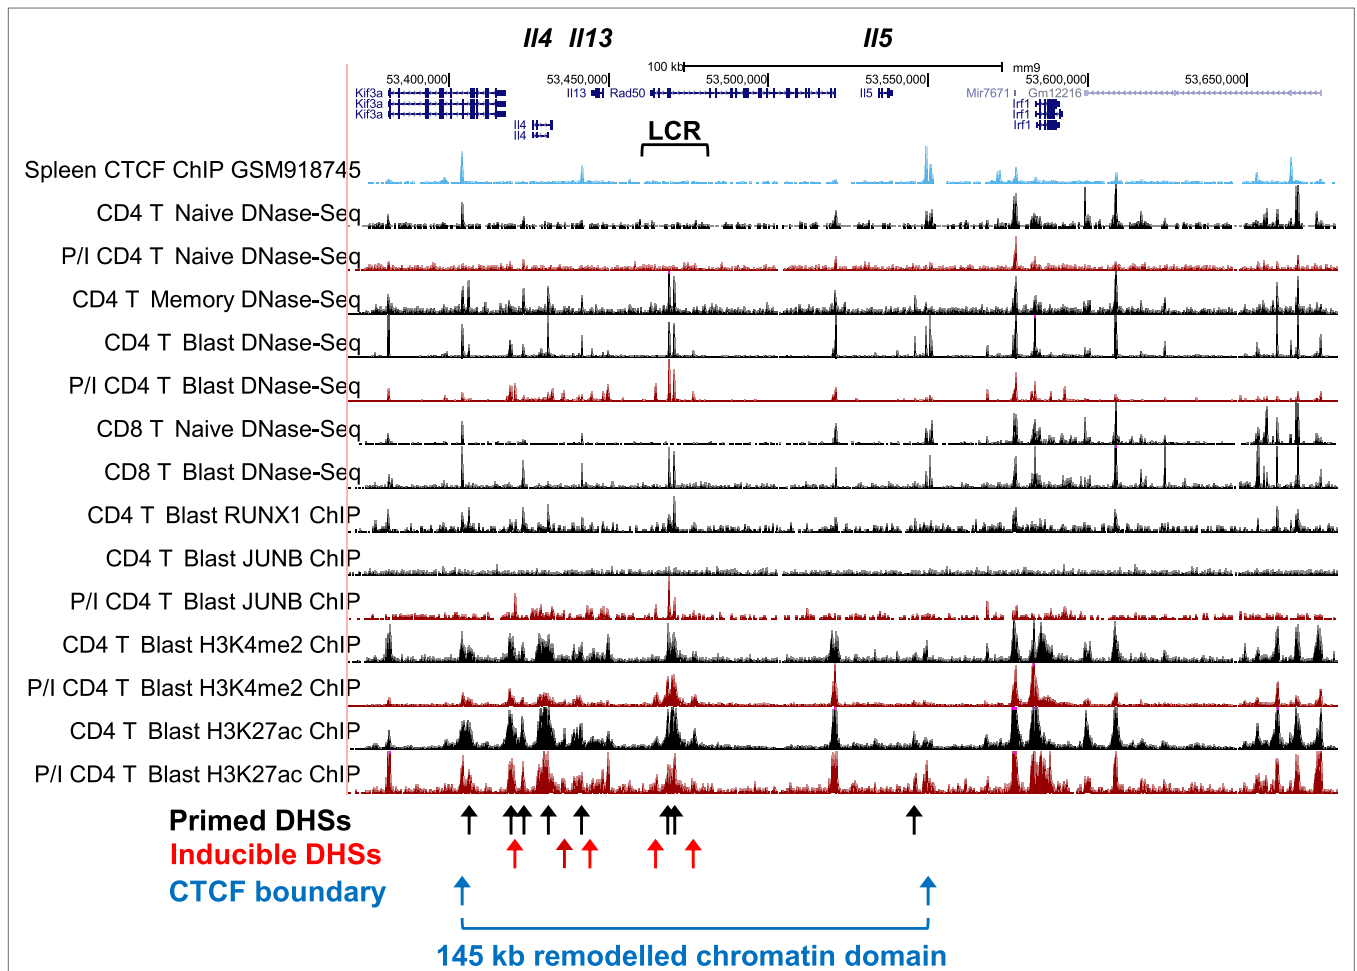 Il4 Il13 Il5
100 kb mm9
53,400,000 53,450,000 53,500,000 53,550,000 53,600,000 53,650,000
Kif3a Il13 Rad50 Il5 Mir7671 Gm12216
Kif3a Irf1
Kif3a Irf1
Il4 Irf1
Il4
LCR
Spleen CTCF ChIP GSM918745
CD4 T Naive DNase-Seq
P/I CD4 T Naive DNase-Seq
CD4 T Memory DNase-Seq
CD4 T Blast DNase-Seq
P/I CD4 T Blast DNase-Seq
CD8 T Naive DNase-Seq
CD8 T Blast DNase-Seq
CD4 T Blast RUNX1 ChIP
CD4 T Blast JUNB ChIP
P/I CD4 T Blast JUNB ChIP
CD4 T Blast H3K4me2 ChIP
P/I CD4 T Blast H3K4me2 ChIP
CD4 T Blast H3K27ac ChIP
P/I CD4 T Blast H3K27ac ChIP
Primed DHSs
Inducible DHSs
CTCF boundary
145 kb remodelled chromatin domain